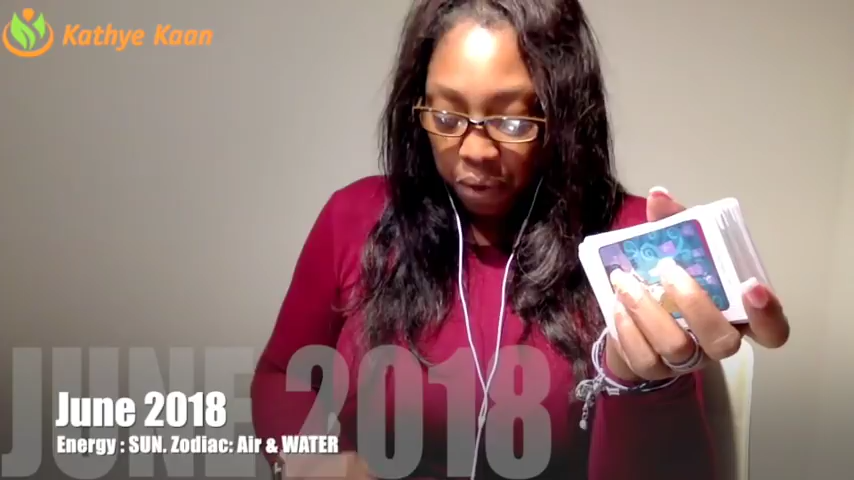 Kathye Kaan
June 2018
Energy : SUN. Zodiac: Air & WATER
JUNE 2018